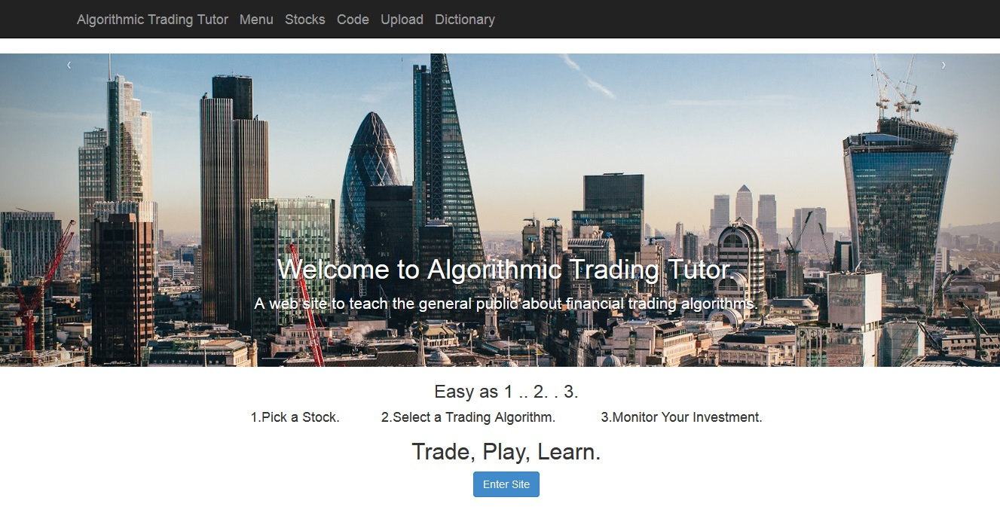 Algorithmic Trading Tutor Menu Stocks Code Upload Dictionary
Welcome to Algorithmic Trading Tutor.
A web site to teach the general public about financial trading algorithms.
Easy as 1 .. 2. . 3.
1.Pick a Stock. 2.Select a Trading Algorithm. 3.Monitor Your Investment.
Trade, Play, Learn.
Enter Site